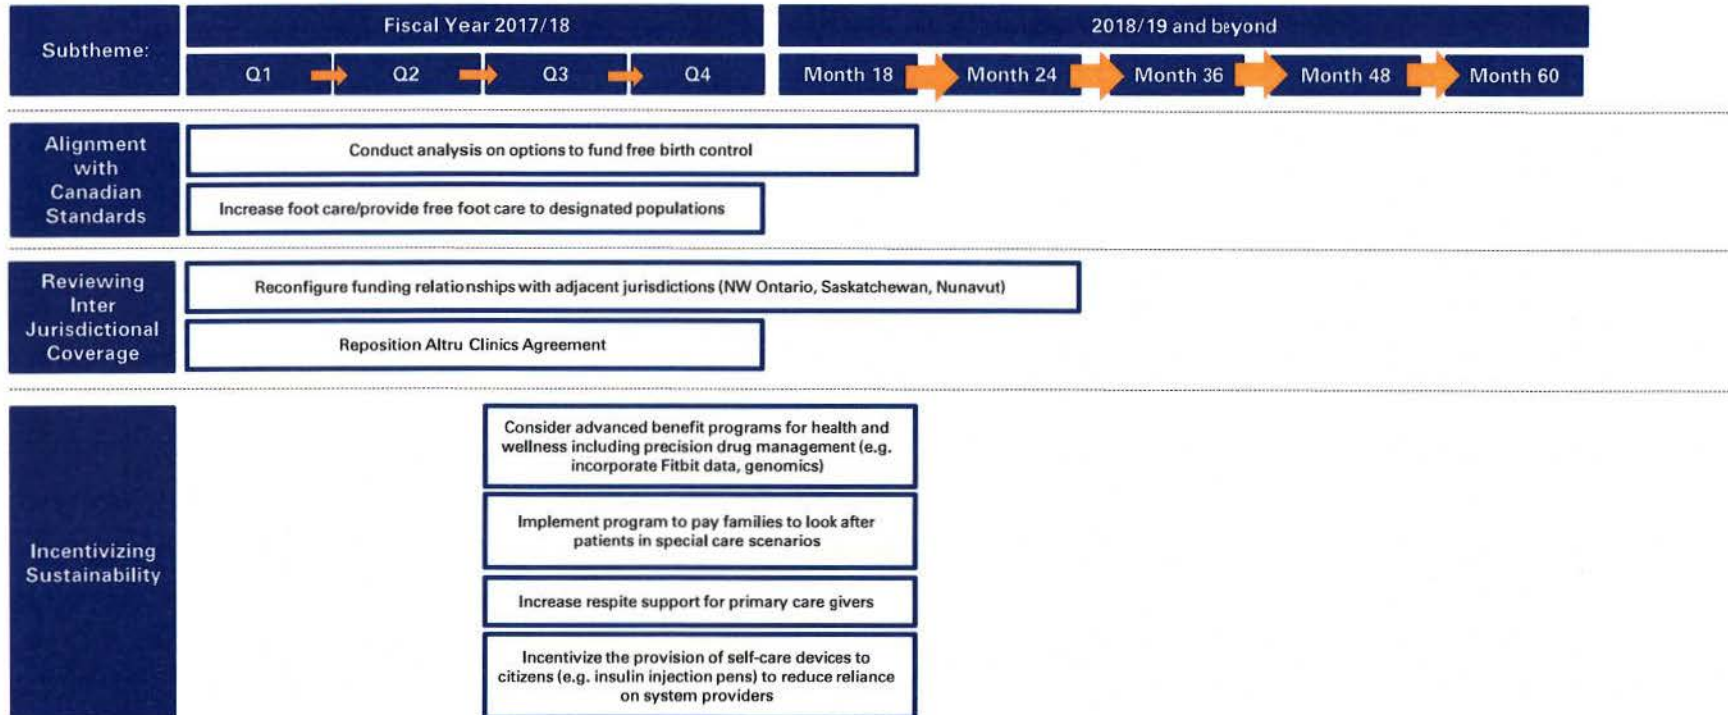 Subtheme:
Fiscal Year 2017/18
2018/19 and beyond
Q1
Q2
Q3
Q4
Month 18
Month 24
Month 36
Month 48
Month 60
Alignment
with
Canadian
Standards
Conduct analysis on options to fund free birth control
Increase foot care/provide free foot care to designated populations
Reviewing
Inter
Jurisdictional
Coverage
Reconfigure funding relationships with adjacent jurisdictions (NW Ontario, Saskatchewan, Nunavut)
Reposition Altru Clinics Agreement
Incentivizing
Sustainability
Consider advanced benefit programs for health and
wellness including precision drug management (e.g.
incorporate Fitbit data, genomics)
Implement program to pay families to look after
patients in special care scenarios
Increase respite support for primary care givers
Incentivize the provision of self-care devices to
citizens (e.g. insulin injection pens) to reduce reliance
on system providers